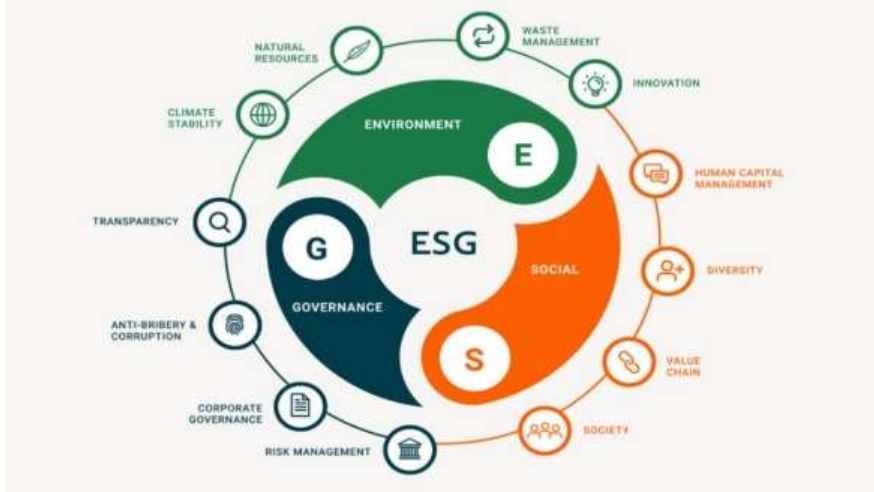 NATURAL
RESOURCES
WASTE
MANAGEMENT
INNOVATION
CLIMATE
STABILITY
ENVIRONMENT
E
HUMAN CAPITAL
MANAGEMENT
TRANSPARENCY
G
ESG
SOCIAL
DIVERSITY
GOVERNANCE
ANTI-BRIBERY &
CORRUPTION
S
VALUE
CHAIN
CORPORATE
GOVERNANCE
SOCIETY
RISK MANAGEMENT